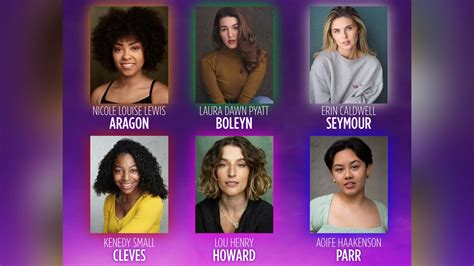 NICOLE LOUISE LEWIS
ARAGON
LAURA DAWN PYATT
BOLEYN
ERIN CALDWELL
SEYMOUR
KENEDY SMALL
CLEVES
LOU HENRY
HOWARD
AOIFE HAAKENSON
PARR